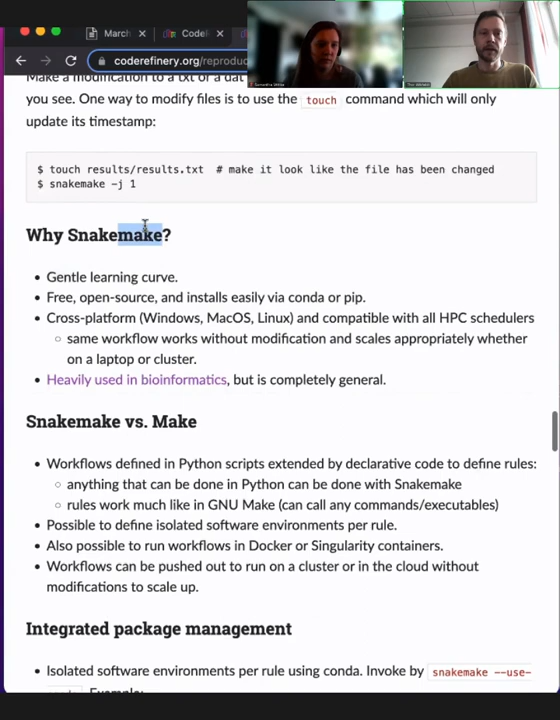 March
CodeR
coderefinery.org/reproduc
Make a modification to a txt or a dat
you see. One way to modify files is to use the touch command which will only
update its timestamp:
$ touch results/results.txt # make it look like the file has been changed
$ snakemake -j 1
Why Snakemake?
• Gentle learning curve.
• Free, open-source, and installs easily via conda or pip.
• Cross-platform (Windows, MacOS, Linux) and compatible with all HPC schedulers
○ same workflow works without modification and scales appropriately whether
on a laptop or cluster.
• Heavily used in bioinformatics, but is completely general.
Snakemake vs. Make
• Workflows defined in Python scripts extended by declarative code to define rules:
○ anything that can be done in Python can be done with Snakemake
○ rules work much like in GNU Make (can call any commands/executables)
• Possible to define isolated software environments per rule.
• Also possible to run workflows in Docker or Singularity containers.
• Workflows can be pushed out to run on a cluster or in the cloud without
modifications to scale up.
Integrated package management
• Isolated software environments per rule using conda. Invoke by snakemake --use-
Example: